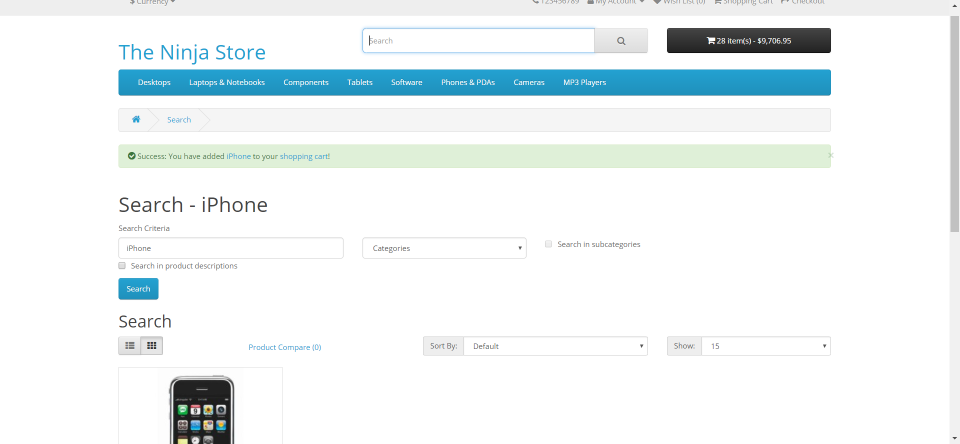 $ Currency
123456789 My Account Wish List (0) Shopping Cart Checkout
The Ninja Store
Search
28 item(s) - $9,706.95
Desktops Laptops & Notebooks Components Tablets Software Phones & PDAs Cameras MP3 Players
Search
Success: You have added iPhone to your shopping cart! ×
Search - iPhone
Search Criteria
iPhone
Categories
Search in subcategories
Search in product descriptions
Search
Search
Product Compare (0)
Sort By: Default
Show: 15